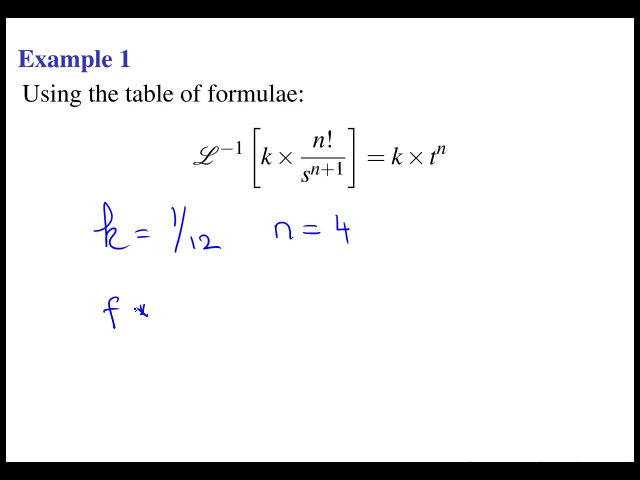 Example 1
Using the table of formulae:
ℒ⁻¹ [k × n!/sⁿ⁺¹] = k × tⁿ
k = 1/12 n = 4
f *